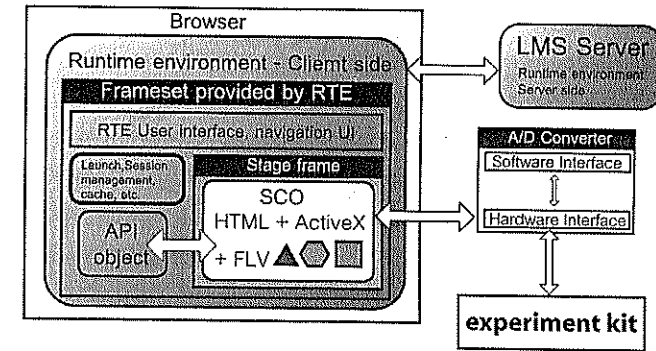 Browser
Runtime environment - Cliemt side
Frameset provided by RTE
RTE User Interface, navigation UI
Launch,Session
management,
cache, etc.
API
object
Stage frame
SCO
HTML + ActiveX
+ FLV
LMS Server
Runtime environment
Server side
A/D Converter
Software Interface
Hardware Interface
experiment kit